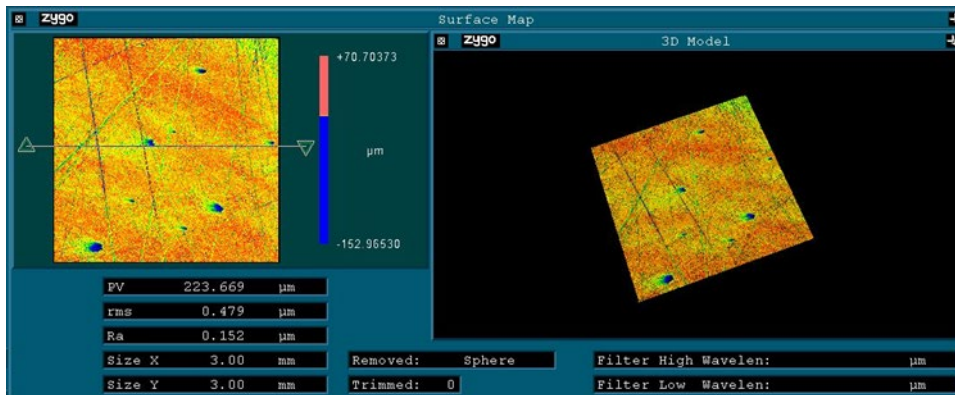 zygo Surface Map
zygo 3D Model
+70.70373
µm
-152.96530
PV 223.669 µm
rms 0.479 µm
Ra 0.152 µm
Size X 3.00 mm
Removed: Sphere
Filter High Wavelen: µm
Size Y 3.00 mm
Trimmed: 0
Filter Low Wavelen: µm